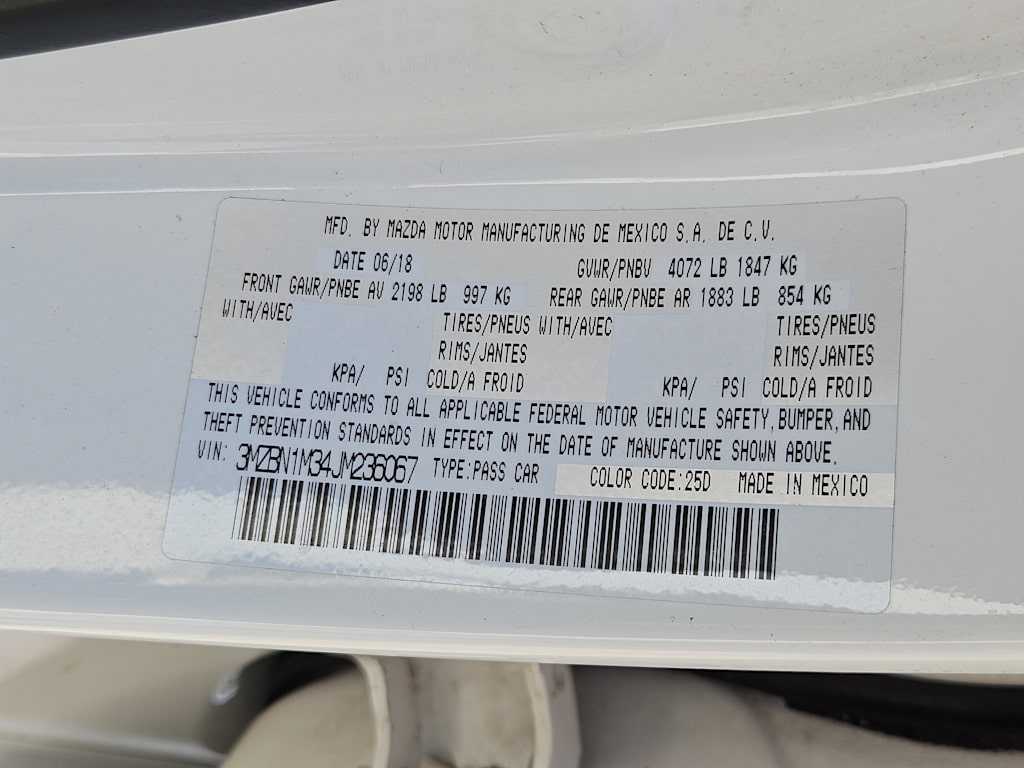 MFD. BY MAZDA MOTOR MANUFACTURING DE MEXICO S.A. DE C.V.
DATE 06/18 GVWR/PNBV 4072 LB 1847 KG
FRONT GAWR/PNBE AV 2198 LB 997 KG REAR GAWR/PNBE AR 1883 LB 854 KG
WITH/AVEC TIRES/PNEUS WITH/AVEC TIRES/PNEUS
RIMS/JANTES RIMS/JANTES
KPA/ PSI COLD/A FROID KPA/ PSI COLD/A FROID
THIS VEHICLE CONFORMS TO ALL APPLICABLE FEDERAL MOTOR VEHICLE SAFETY, BUMPER, AND
THEFT PREVENTION STANDARDS IN EFFECT ON THE DATE OF MANUFACTURE SHOWN ABOVE.
VIN: 3MZBN1M34JM236067 TYPE:PASS CAR COLOR CODE:25D MADE IN MEXICO